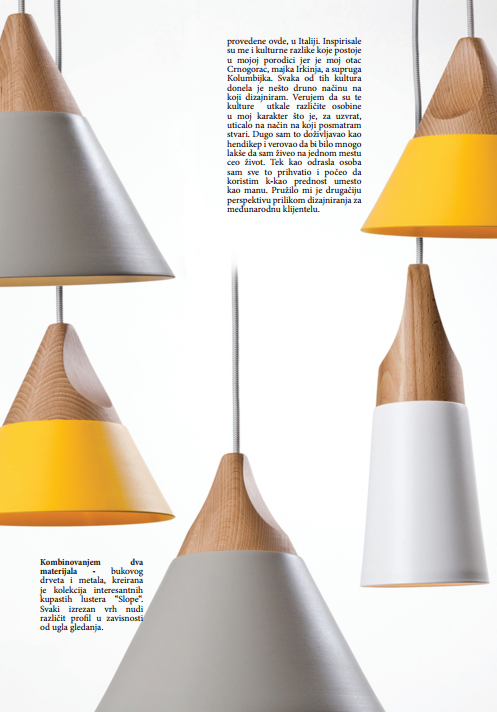 provedene ovde, u Italiji. Inspirisale
su me i kulturne razlike koje postoje
u mojoj porodici jer je moj otac
Crnogorac, majka Irkinja, a supruga
Kolumbijka. Svaka od tih kultura
donela je nešto druno načinu na
koji dizajniram. Verujem da su te
kulture utkale različite osobine
u moj karakter što je, za uzvrat,
uticalo na način na koji posmatram
stvari. Dugo sam to doživljavao kao
hendikep i verovao da bi bilo mnogo
lakše da sam živeo na jednom mestu
ceo život. Tek kao odrasla osoba
sam sve to prihvatio i počeo da
koristim k-kao prednost umesto
kao manu. Pružilo mi je drugačiju
perspektivu prilikom dizajniranja za
međunarodnu klijentelu.
Kombinovanjem dva
materijala - bukovog
drveta i metala, kreirana
je kolekcija interesantnih
kupastih lustera "Slope".
Svaki izrezan vrh nudi
različit profil u zavisnosti
od ugla gledanja.